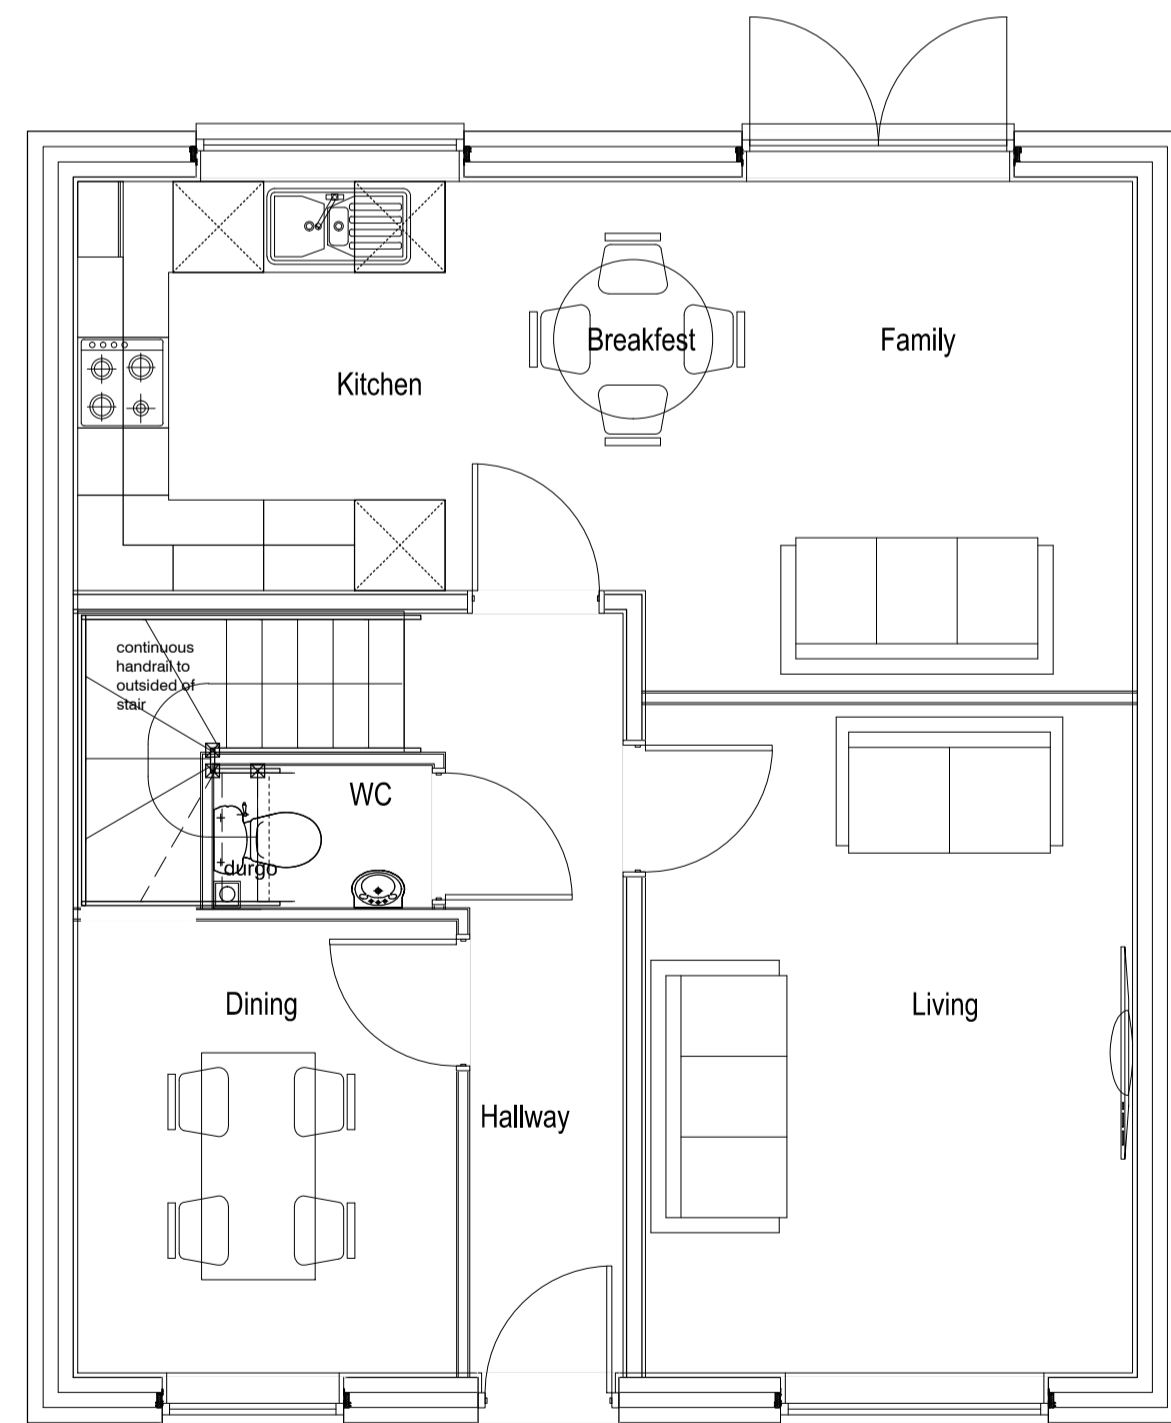 Breakfest
Family
Kitchen
continuous
handrail to
outsided of
stair
WC
durgo
Dining
Living
Hallway